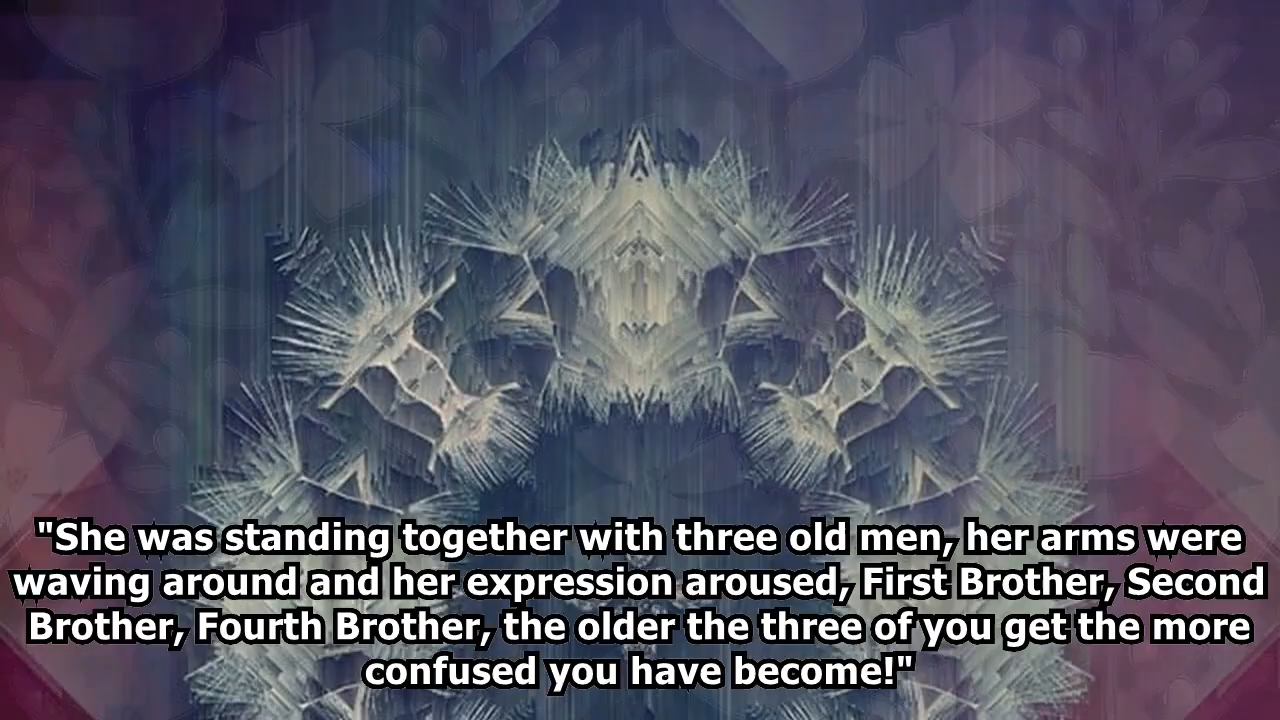 "She was standing together with three old men, her arms were
waving around and her expression aroused, First Brother, Second
Brother, Fourth Brother, the older the three of you get the more
confused you have become!"